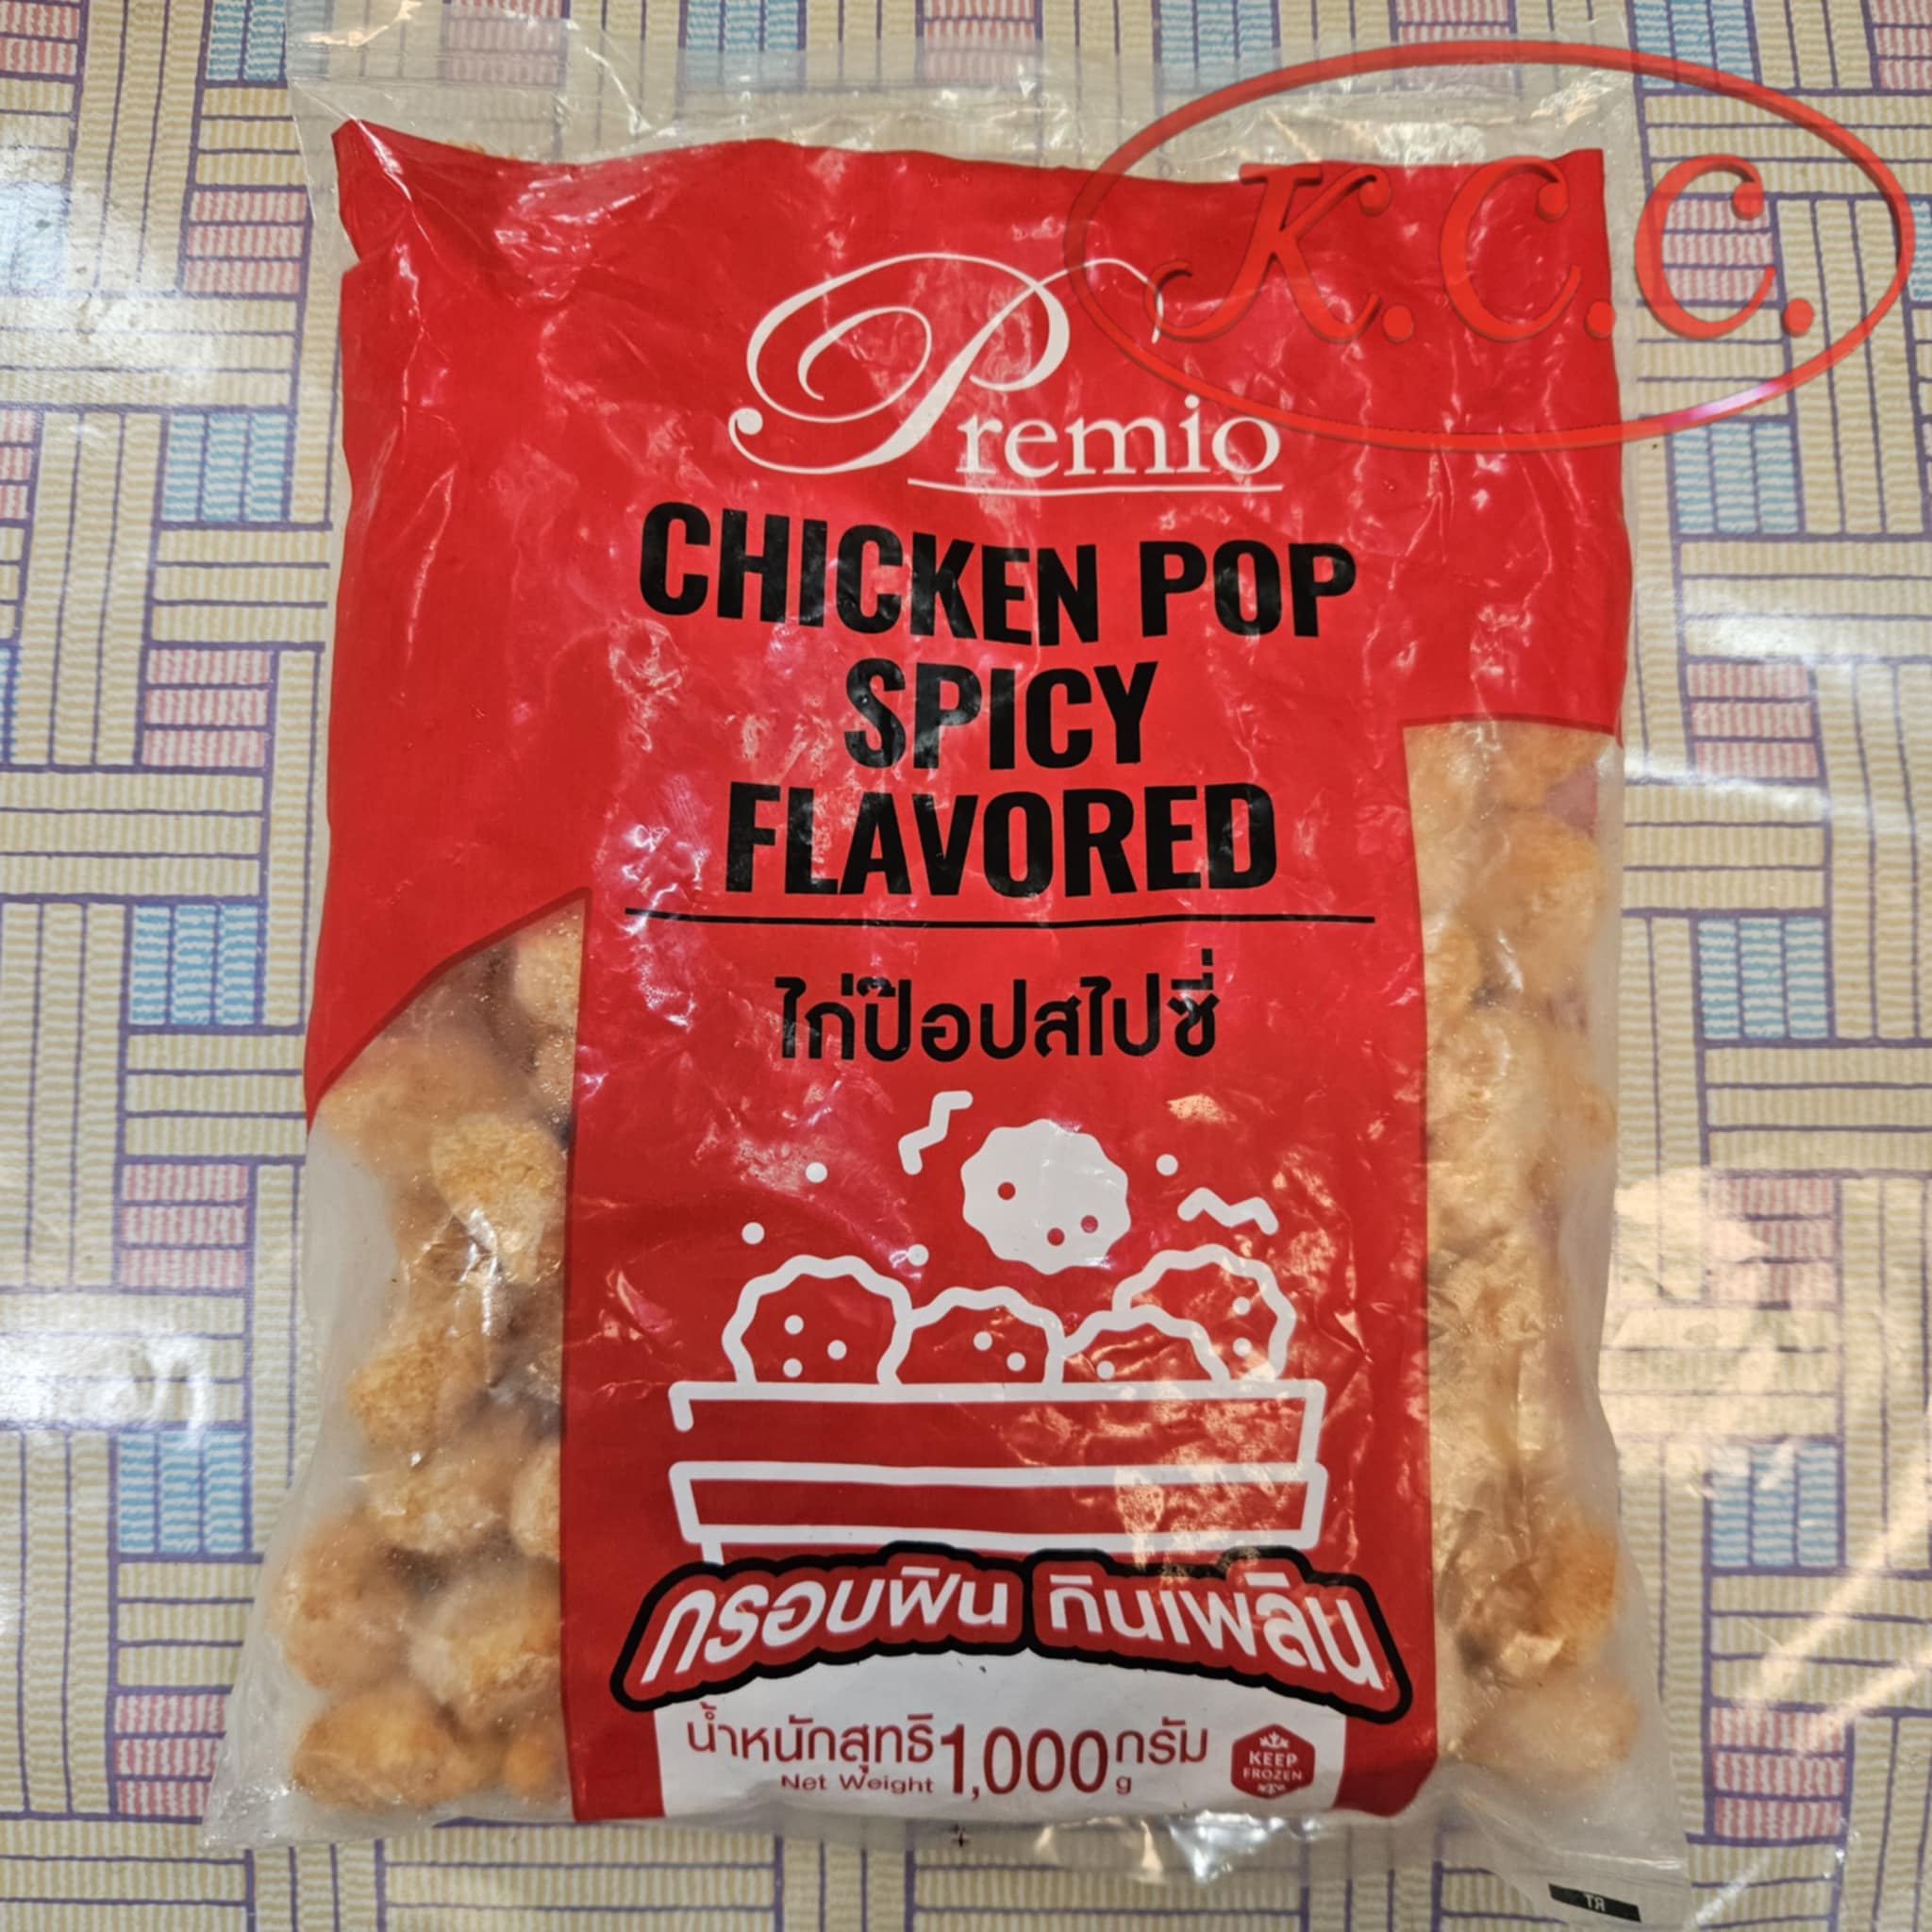 K.C.C.
Premio
CHICKEN POP
SPICY
FLAVORED
ไก่ป๊อปสไปซี่
กรอบฟิน กินเพลิน
น้ำหนักสุทธิ 1,000 กรัม
Net Weight g
KEEP
FROZEN
TR